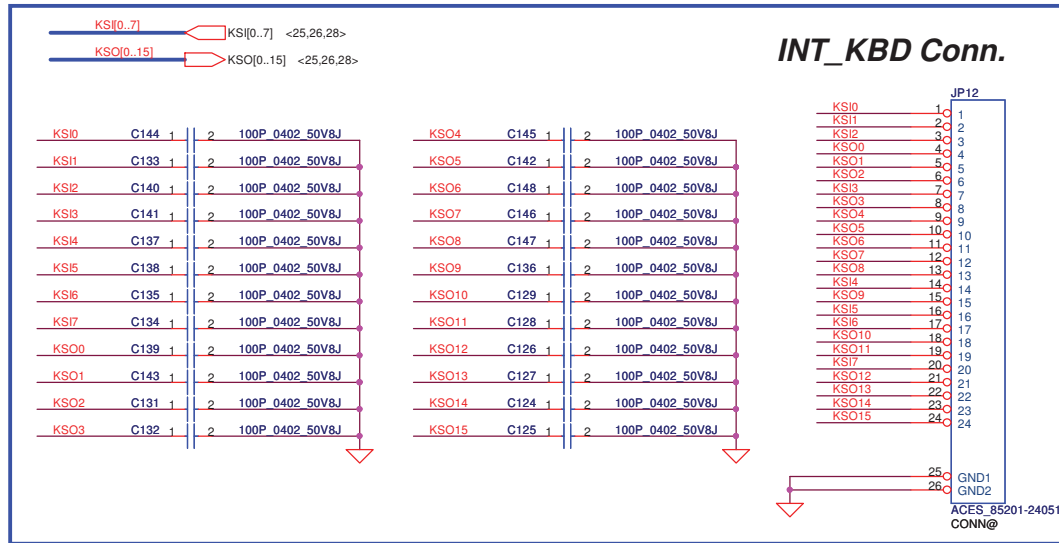 KSI[0..7] KSI[0..7] <25,26,28>
KSO[0..15] KSO[0..15] <25,26,28>
INT_KBD Conn.
KSI0 C144 1 2 100P_0402_50V8J
KSI1 C133 1 2 100P_0402_50V8J
KSI2 C140 1 2 100P_0402_50V8J
KSI3 C141 1 2 100P_0402_50V8J
KSI4 C137 1 2 100P_0402_50V8J
KSI5 C138 1 2 100P_0402_50V8J
KSI6 C135 1 2 100P_0402_50V8J
KSI7 C134 1 2 100P_0402_50V8J
KSO0 C139 1 2 100P_0402_50V8J
KSO1 C143 1 2 100P_0402_50V8J
KSO2 C131 1 2 100P_0402_50V8J
KSO3 C132 1 2 100P_0402_50V8J
KSO4 C145 1 2 100P_0402_50V8J
KSO5 C142 1 2 100P_0402_50V8J
KSO6 C148 1 2 100P_0402_50V8J
KSO7 C146 1 2 100P_0402_50V8J
KSO8 C147 1 2 100P_0402_50V8J
KSO9 C136 1 2 100P_0402_50V8J
KSO10 C129 1 2 100P_0402_50V8J
KSO11 C128 1 2 100P_0402_50V8J
KSO12 C126 1 2 100P_0402_50V8J
KSO13 C127 1 2 100P_0402_50V8J
KSO14 C124 1 2 100P_0402_50V8J
KSO15 C125 1 2 100P_0402_50V8J
JP12
KSI0 1 1
KSI1 2 2
KSI2 3 3
KSO0 4 4
KSO1 5 5
KSO2 6 6
KSI3 7 7
KSO3 8 8
KSO4 9 9
KSO5 10 10
KSO6 11 11
KSO7 12 12
KSO8 13 13
KSI4 14 14
KSO9 15 15
KSI5 16 16
KSI6 17 17
KSO10 18 18
KSO11 19 19
KSI7 20 20
KSO12 21 21
KSO13 22 22
KSO14 23 23
KSO15 24 24
25 GND1
26 GND2
ACES_85201-24051
CONN@